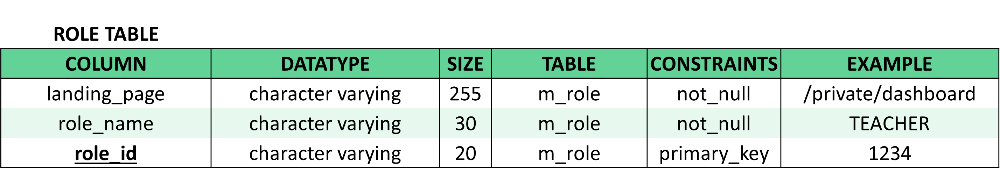 ROLE TABLE
COLUMN DATATYPE SIZE TABLE CONSTRAINTS EXAMPLE
landing_page character varying 255 m_role not_null /private/dashboard
role_name character varying 30 m_role not_null TEACHER
role_id character varying 20 m_role primary_key 1234